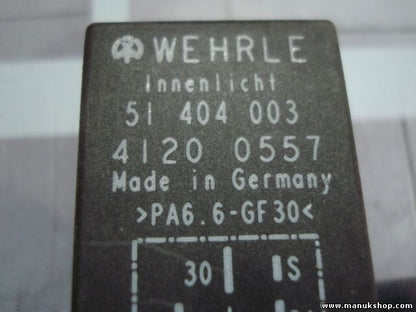 WEHRLE
Innenlicht
51 404 003
4120 0557
Made in Germany
>PA6.6-GF30<
30 S
www.manukshop.com